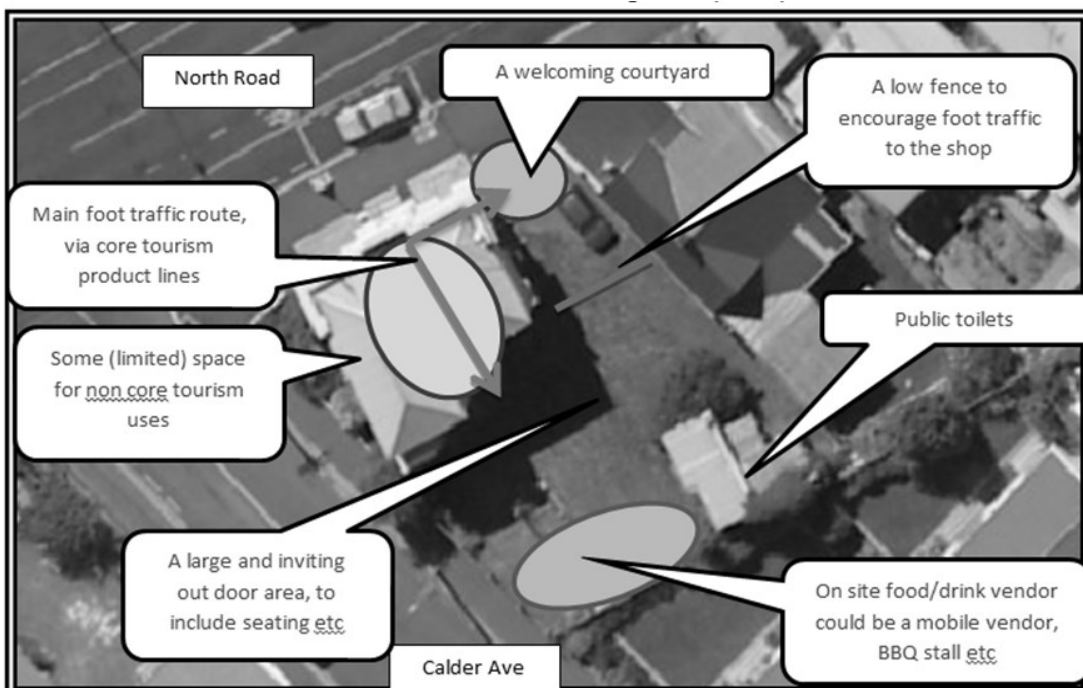 North Road
A welcoming courtyard
A low fence to
encourage foot traffic
to the shop
Main foot traffic route,
via core tourism
product lines
Some (limited) space
for non core tourism
uses
Public toilets
A large and inviting
out door area, to
include seating etc
On site food/drink vendor
could be a mobile vendor,
BBQ stall etc
Calder Ave